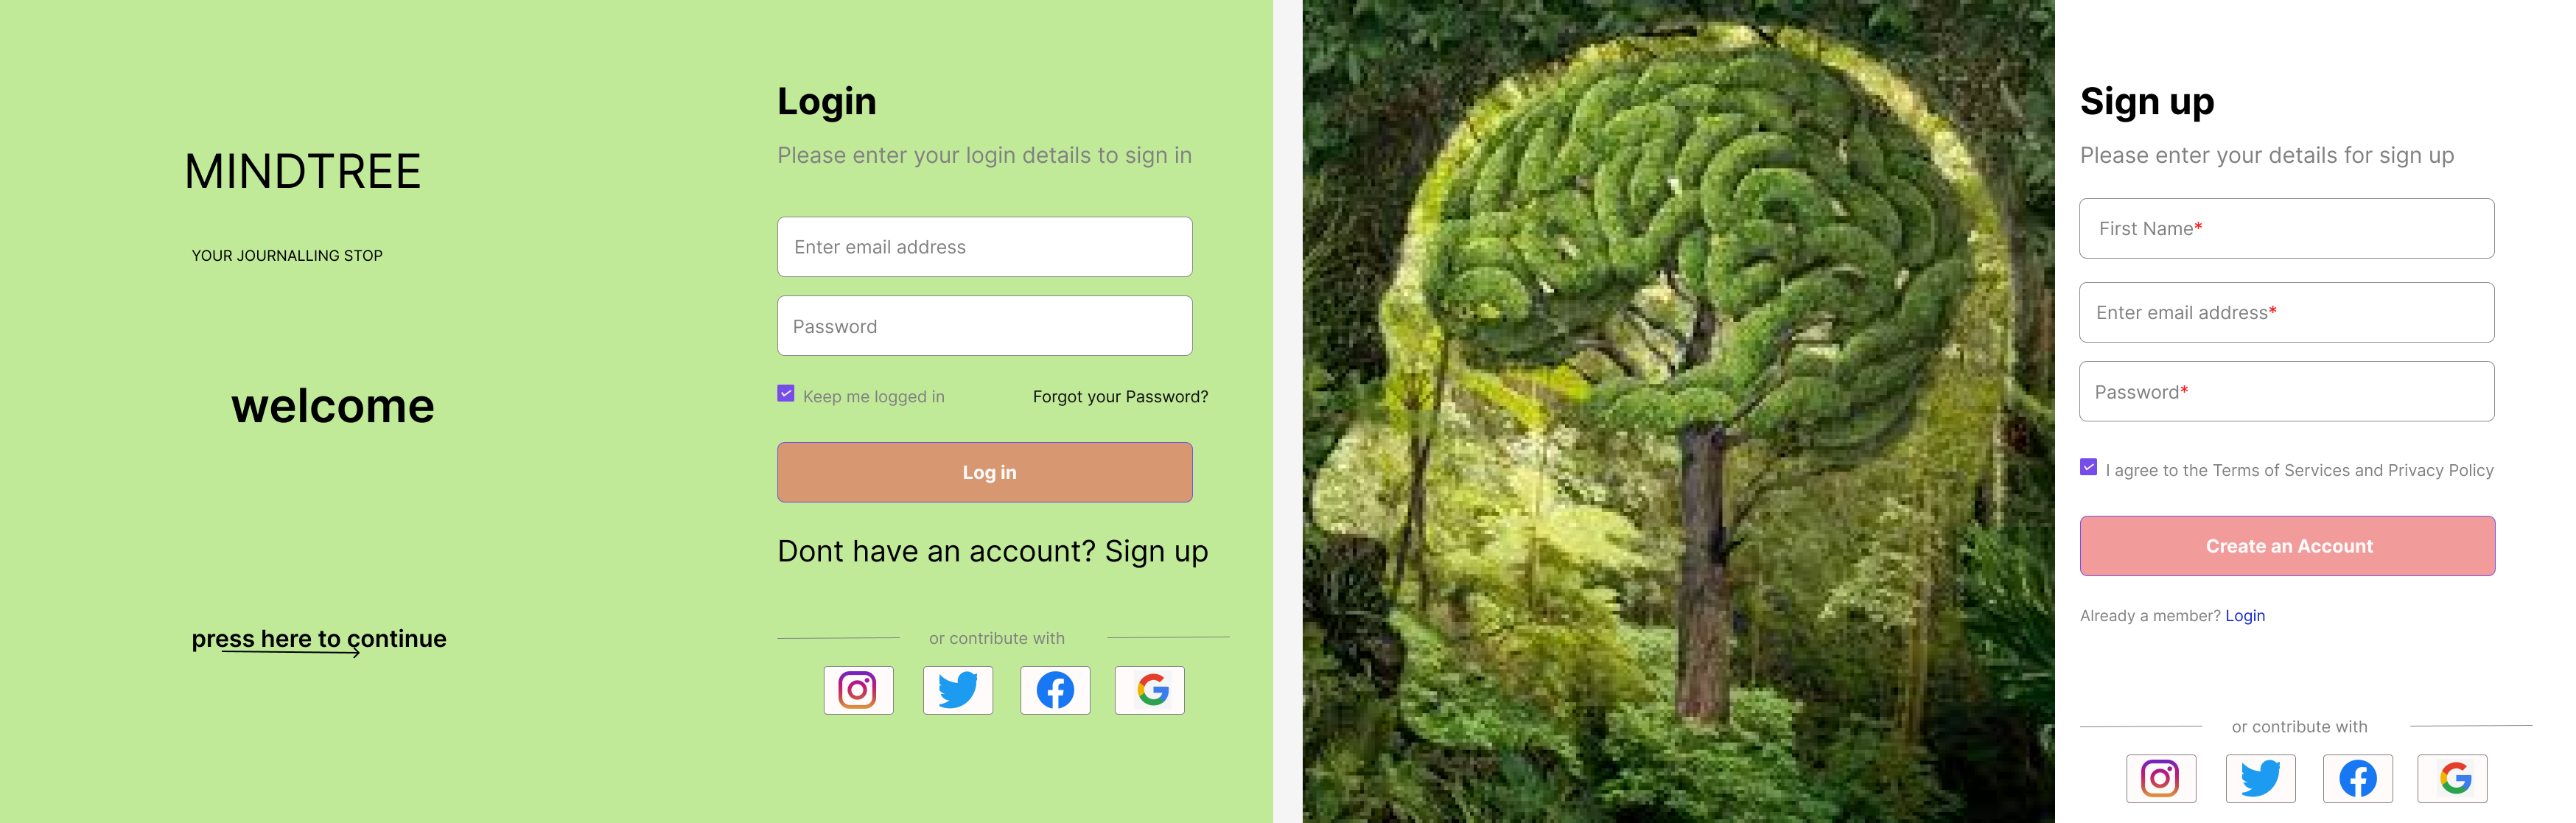 MINDTREE
YOUR JOURNALLING STOP
welcome
press here to continue
Login
Please enter your login details to sign in
Enter email address
Password
Keep me logged in
Forgot your Password?
Log in
Dont have an account? Sign up
or contribute with
Sign up
Please enter your details for sign up
First Name*
Enter email address*
Password*
I agree to the Terms of Services and Privacy Policy
Create an Account
Already a member? Login
or contribute with